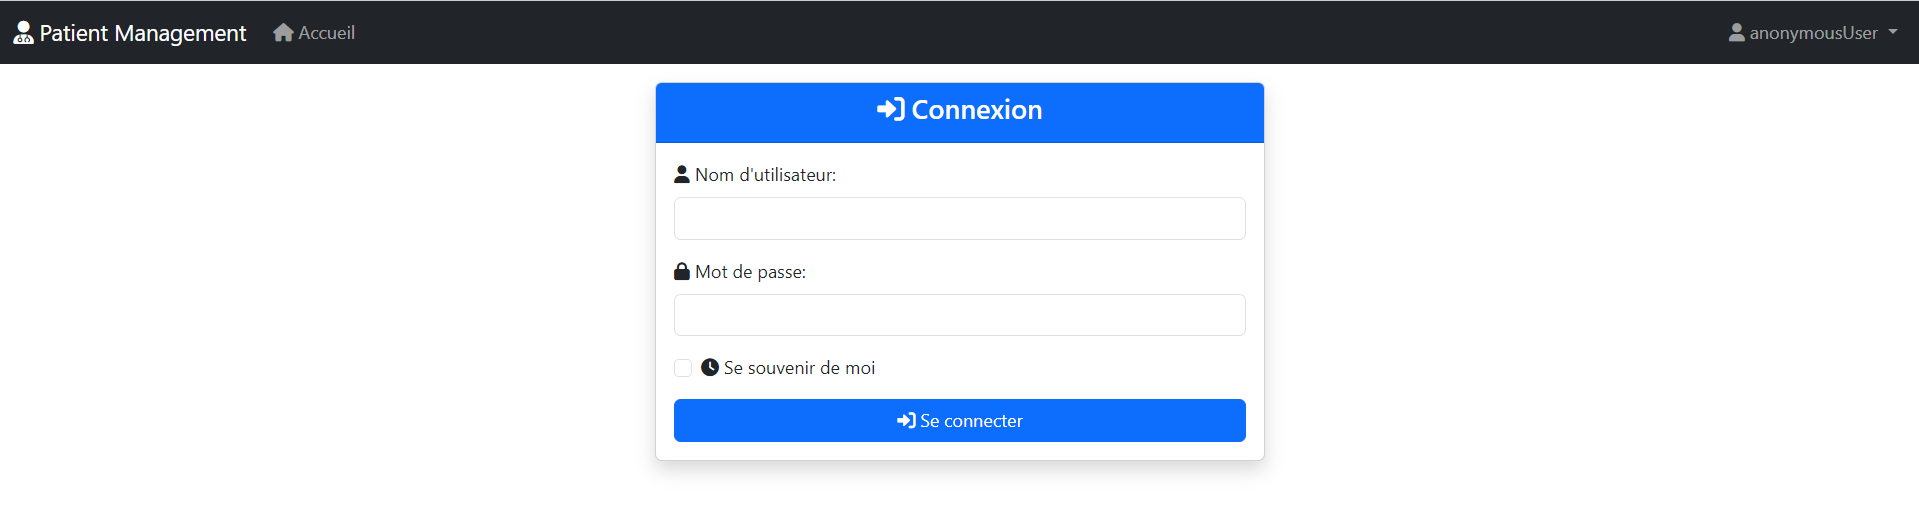 Patient Management Accueil anonymousUser
Connexion
Nom d'utilisateur:
Mot de passe:
Se souvenir de moi
Se connecter